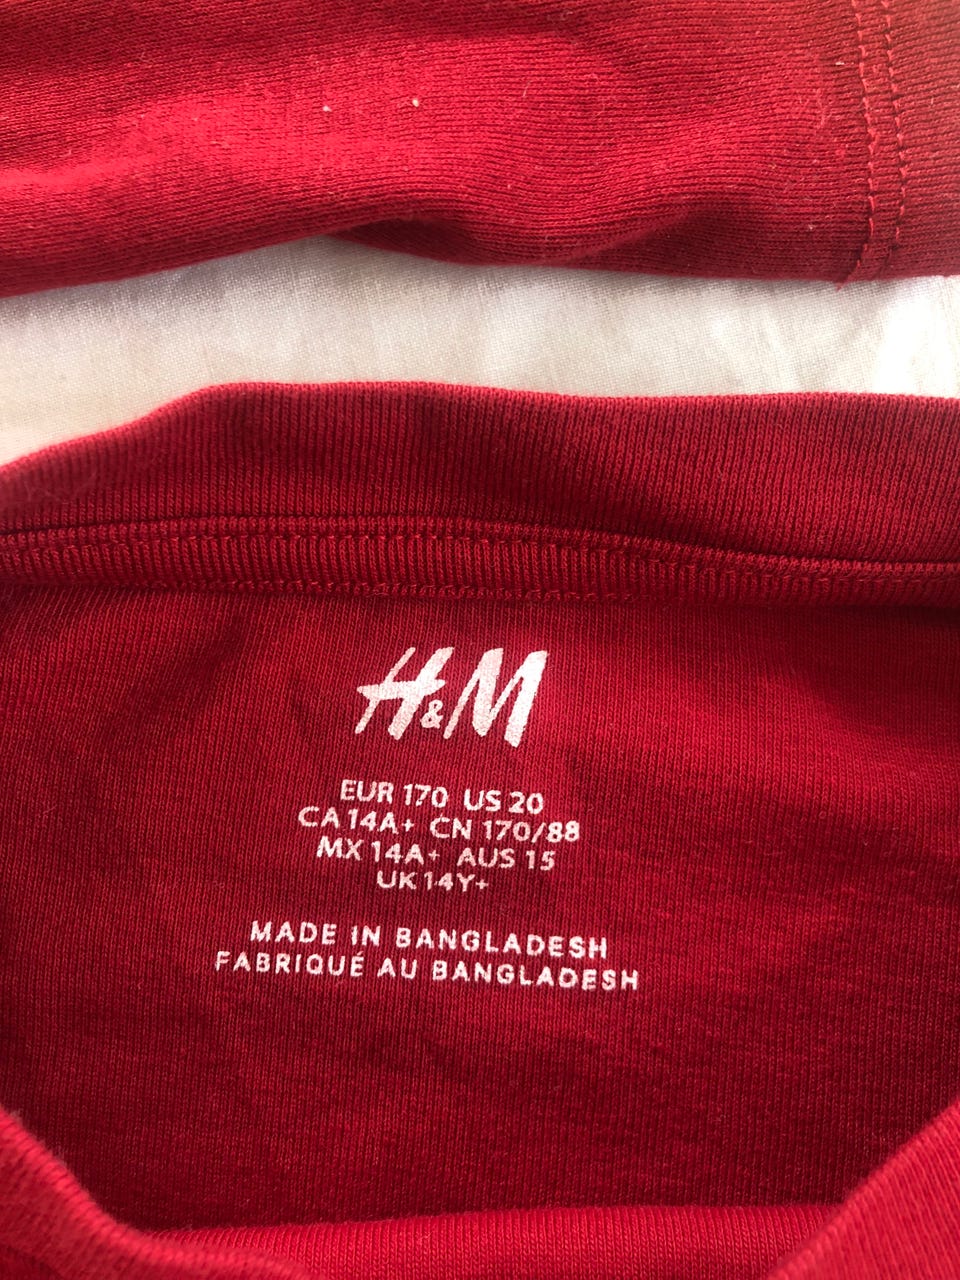 H&M
EUR 170 US 20
CA 14A+ CN 170/88
MX 14A+ AUS 15
UK 14Y+
MADE IN BANGLADESH
FABRIQUÉ AU BANGLADESH